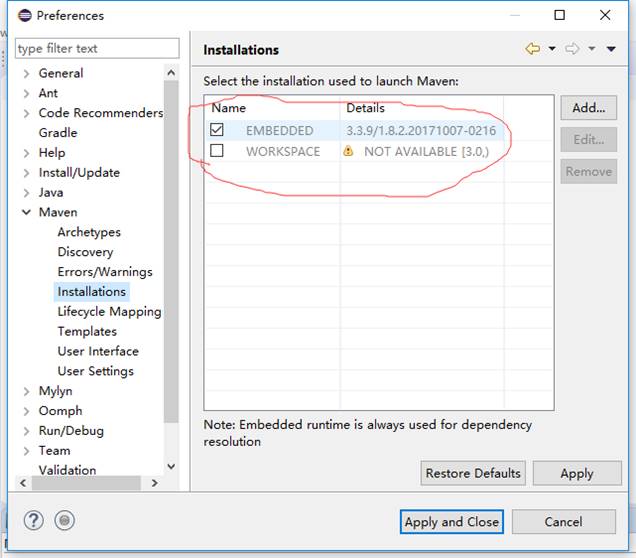 Preferences
type filter text
General
Ant
Code Recommenders
Gradle
Help
Install/Update
Java
Maven
Archetypes
Discovery
Errors/Warnings
Installations
Lifecycle Mapping
Templates
User Interface
User Settings
Mylyn
Oomph
Run/Debug
Team
Validation
Installations
Select the installation used to launch Maven:
Name Details
EMBEDDED 3.3.9/1.8.2.20171007-0216
WORKSPACE NOT AVAILABLE [3.0,)
Add...
Edit...
Remove
Note: Embedded runtime is always used for dependency
resolution
Restore Defaults Apply
Apply and Close Cancel